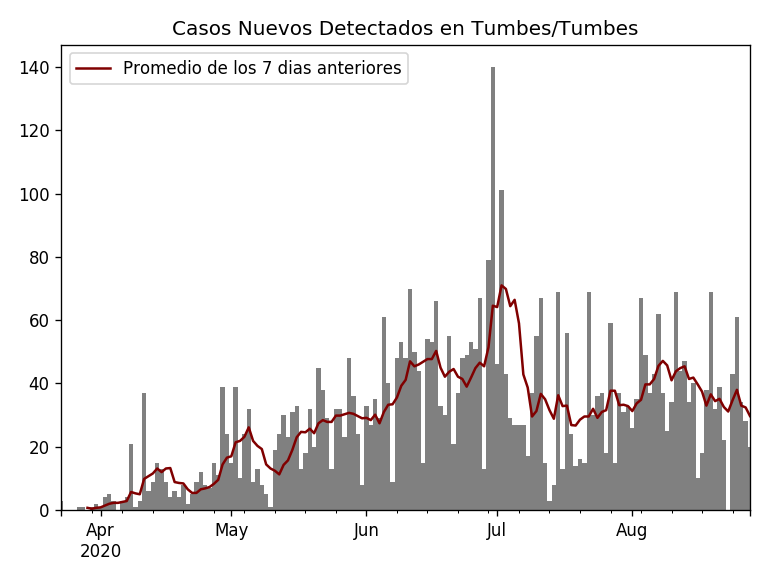 Casos Nuevos Detectados en Tumbes/Tumbes
Promedio de los 7 dias anteriores
140
120
100
80
60
40
20
0
Apr
2020
May
Jun
Jul
Aug